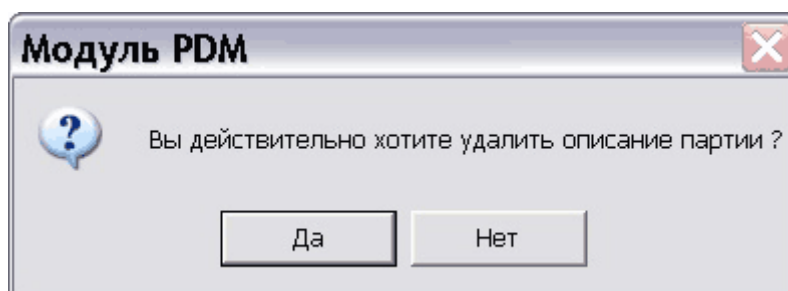 Модуль PDM
Вы действительно хотите удалить описание партии ?
Да
Нет